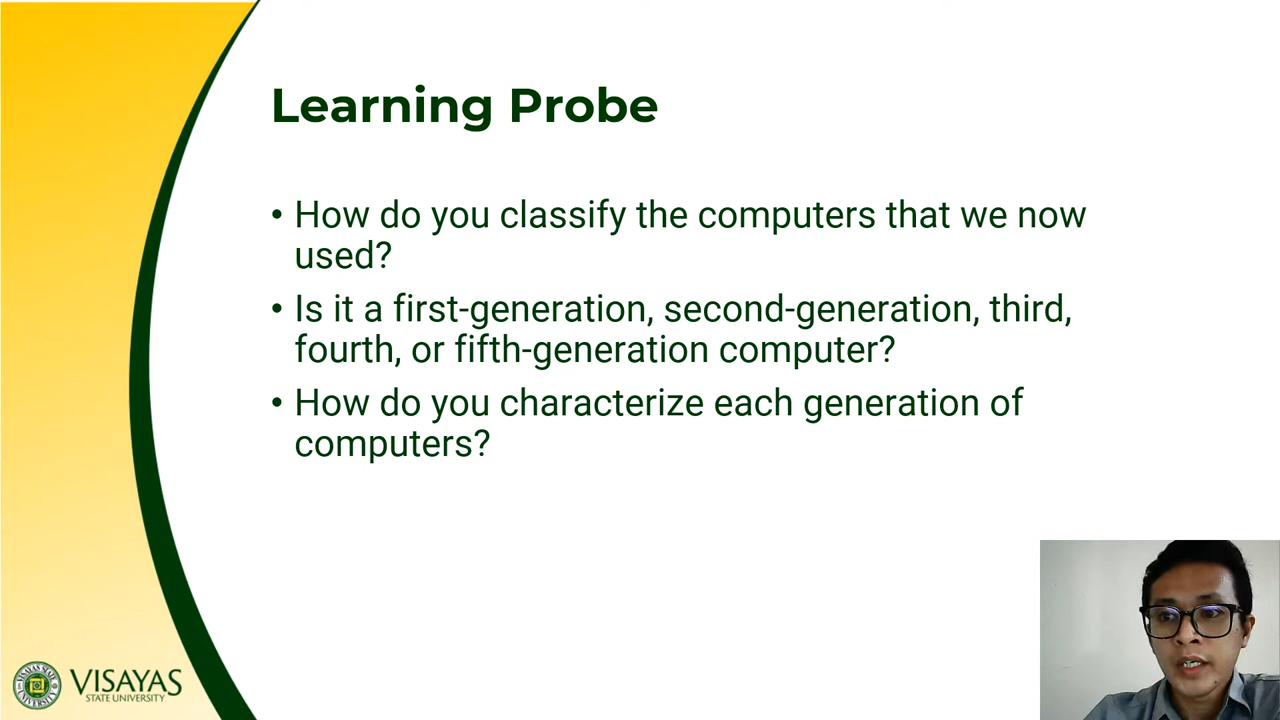 Learning Probe
• How do you classify the computers that we now
used?
• Is it a first-generation, second-generation, third,
fourth, or fifth-generation computer?
• How do you characterize each generation of
computers?
VISAYAS
STATE UNIVERSITY